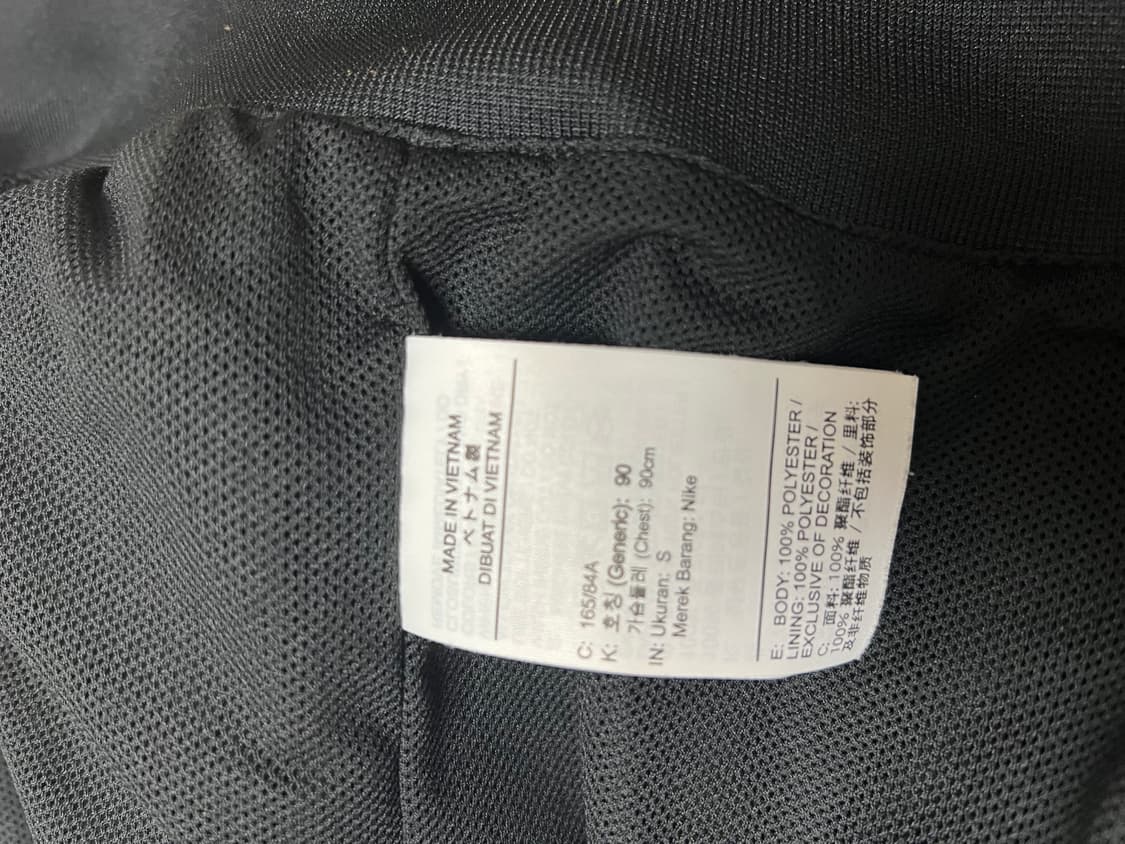 MADE IN VIETNAM
ベトナム製
DIBUAT DI VIETNAM
C: 165/84A
K: 호칭 (Generic): 90
가슴둘레 (Chest): 90cm
IN: Ukuran: S
Merek Barang: Nike
E: BODY: 100% POLYESTER /
LINING: 100% POLYESTER /
EXCLUSIVE OF DECORATION
C: 面料: 100% 聚酯纤维 / 里料:
100% 聚酯纤维 / 不包括装饰部分
及非纤维物质